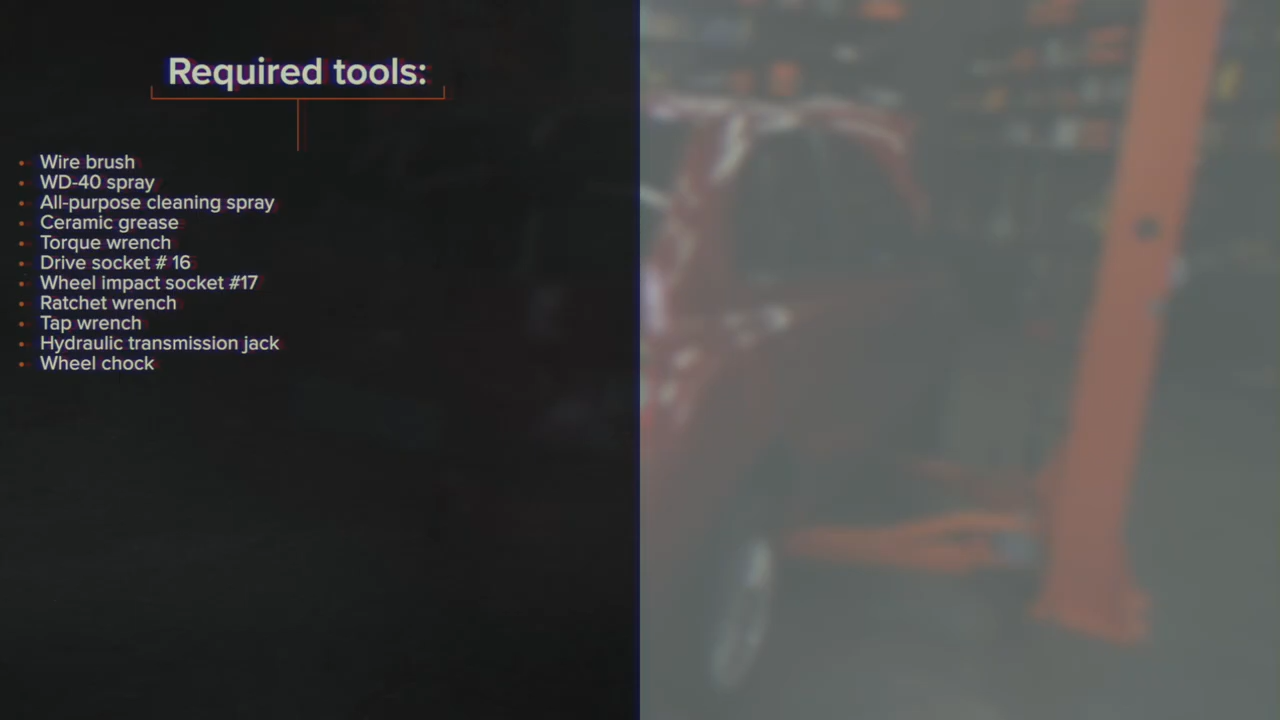 Required tools:
Wire brush
WD-40 spray
All-purpose cleaning spray
Ceramic grease
Torque wrench
Drive socket # 16
Wheel impact socket #17
Ratchet wrench
Tap wrench
Hydraulic transmission jack
Wheel chock